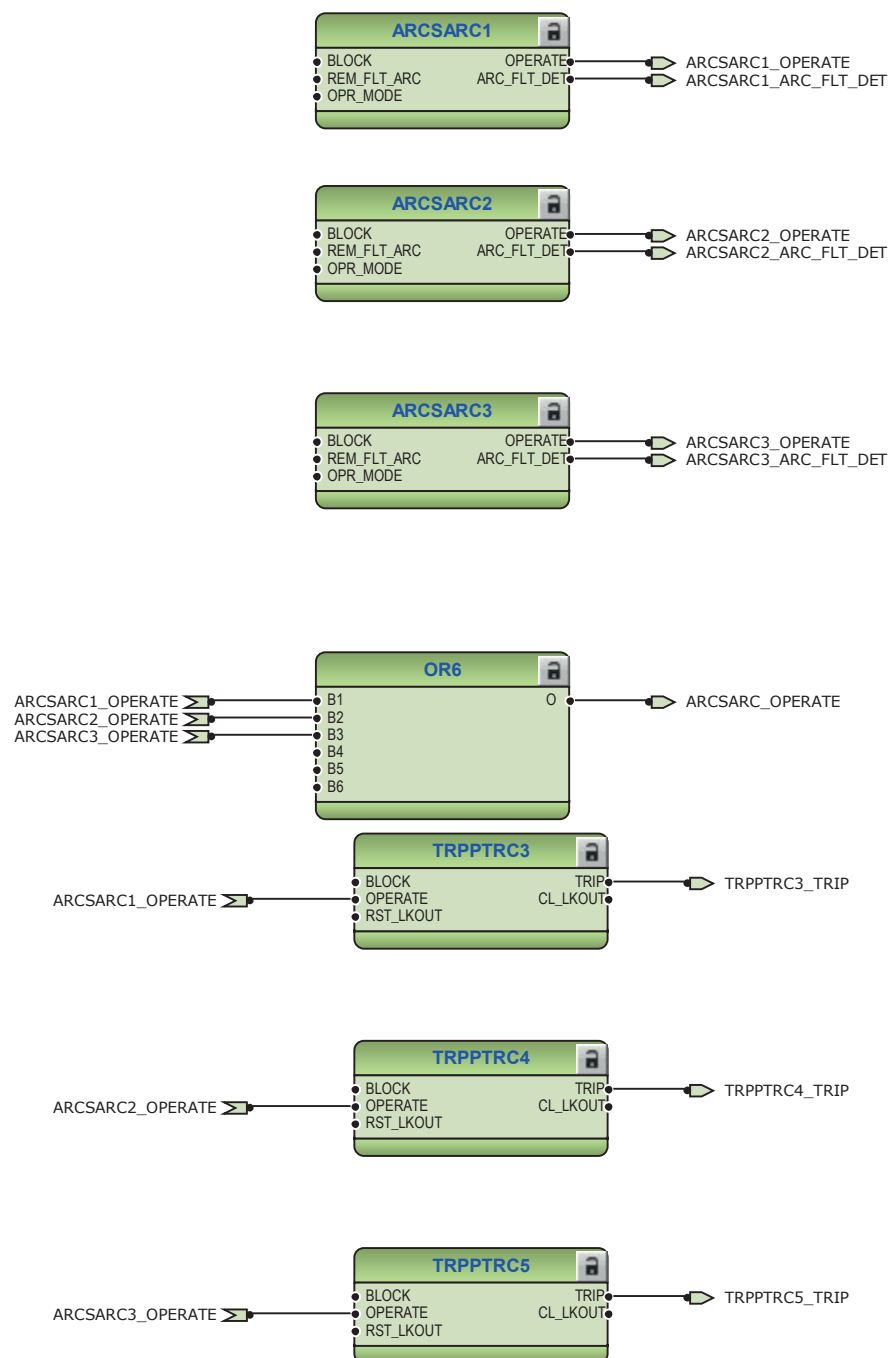 ARCSARC1
BLOCK OPERATE ARCSARC1_OPERATE
REM_FLT_ARC ARC_FLT_DET ARCSARC1_ARC_FLT_DET
OPR_MODE
ARCSARC2
BLOCK OPERATE ARCSARC2_OPERATE
REM_FLT_ARC ARC_FLT_DET ARCSARC2_ARC_FLT_DET
OPR_MODE
ARCSARC3
BLOCK OPERATE ARCSARC3_OPERATE
REM_FLT_ARC ARC_FLT_DET ARCSARC3_ARC_FLT_DET
OPR_MODE
OR6
ARCSARC1_OPERATE B1 O ARCSARC_OPERATE
ARCSARC2_OPERATE B2
ARCSARC3_OPERATE B3
B4
B5
B6
TRPPTRC3
BLOCK TRIP TRPPTRC3_TRIP
ARCSARC1_OPERATE OPERATE CL_LKOUT
RST_LKOUT
TRPPTRC4
BLOCK TRIP TRPPTRC4_TRIP
ARCSARC2_OPERATE OPERATE CL_LKOUT
RST_LKOUT
TRPPTRC5
BLOCK TRIP TRPPTRC5_TRIP
ARCSARC3_OPERATE OPERATE CL_LKOUT
RST_LKOUT